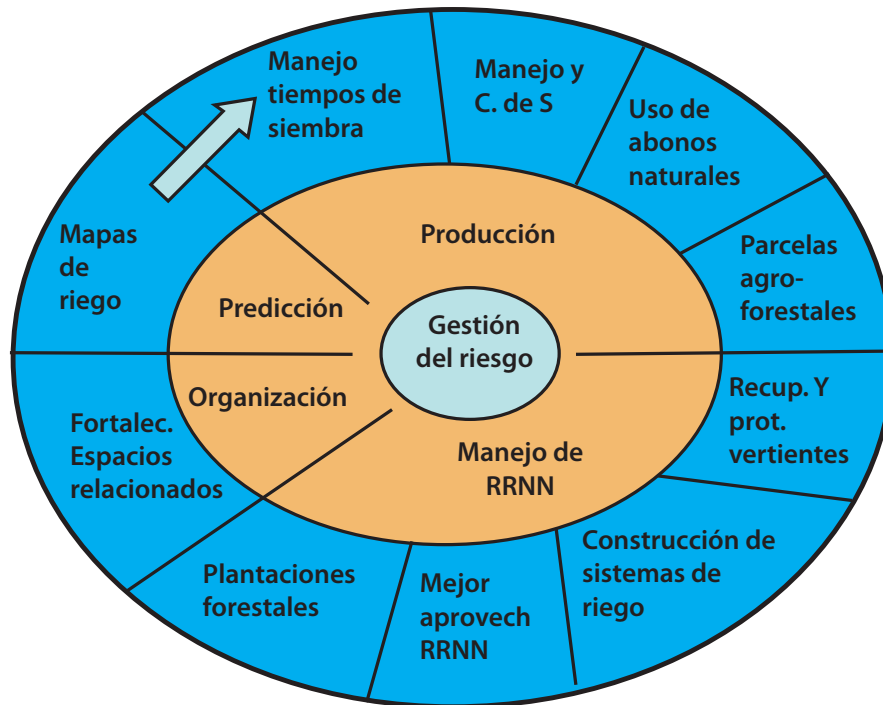 Manejo
tiempos de
siembra
Manejo y
C. de S
Uso de
abonos
naturales
Parcelas
agro-
forestales
Recup. Y
prot.
vertientes
Construcción de
sistemas de
riego
Mejor
aprovech
RRNN
Plantaciones
forestales
Fortalec.
Espacios
relacionados
Mapas
de
riego
Producción
Predicción
Organización
Manejo de
RRNN
Gestión
del riesgo